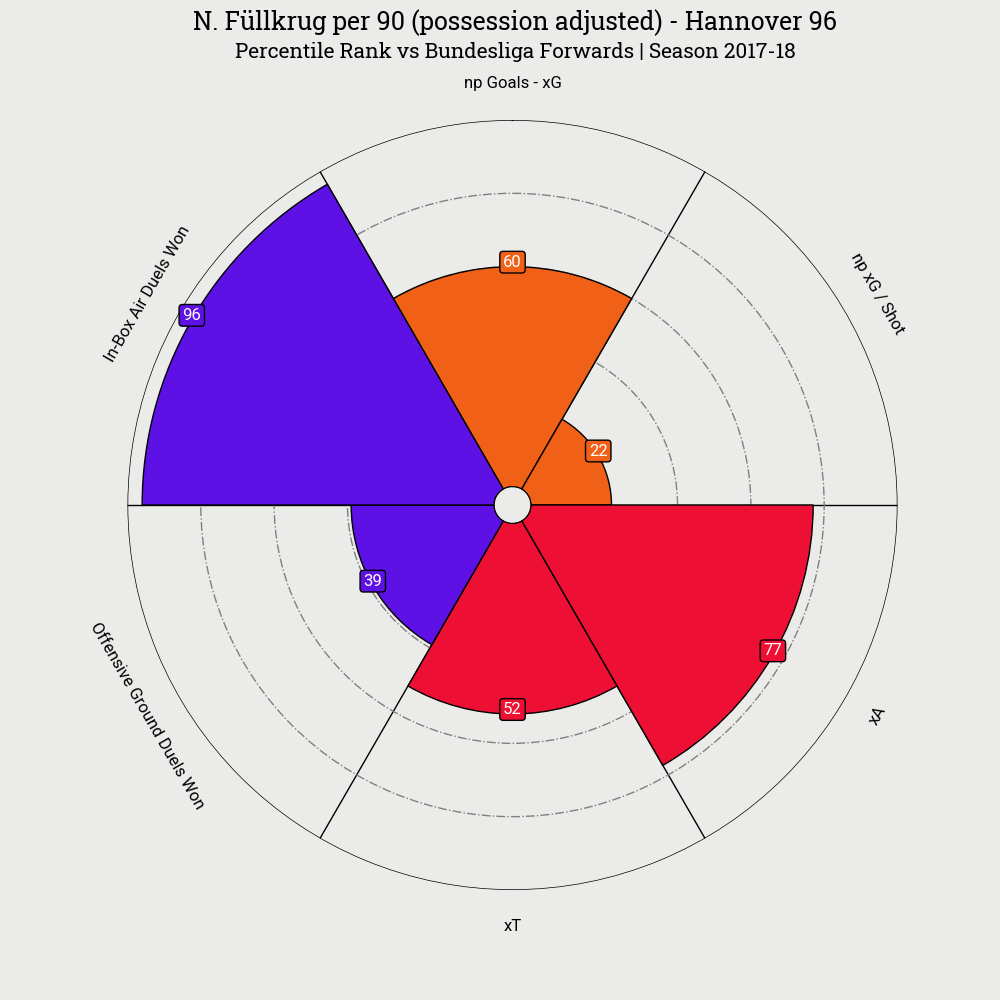 N. Füllkrug per 90 (possession adjusted) - Hannover 96
Percentile Rank vs Bundesliga Forwards | Season 2017-18
np Goals - xG
In-Box Air Duels Won
np xG / Shot
60
96
22
39
77
52
Offensive Ground Duels Won
xA
xT